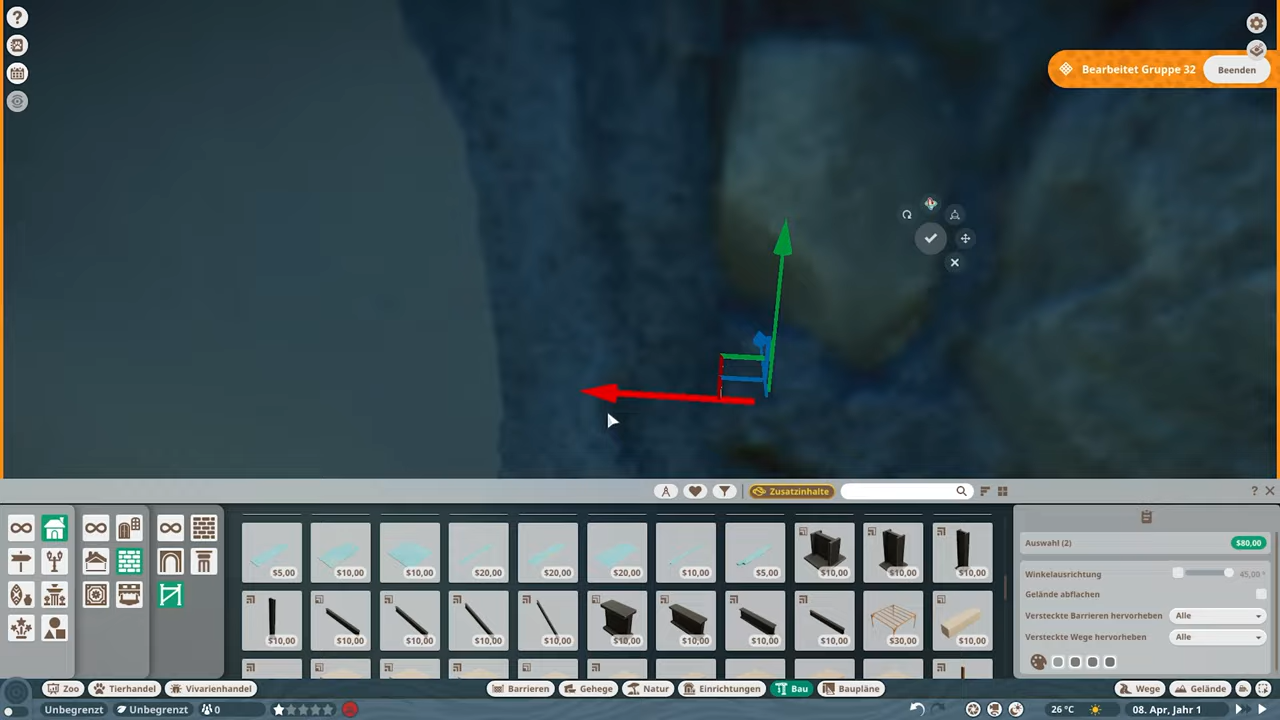 Bearbeitet Gruppe 32
Beenden
Zusatzinhalte
$5,00 $10,00 $10,00 $20,00 $20,00 $20,00 $10,00 $5,00 $10,00 $10,00 $10,00
$10,00 $10,00 $10,00 $10,00 $10,00 $10,00 $10,00 $10,00 $10,00 $30,00 $10,00
Auswahl (2) $80,00
Winkelausrichtung 45,00°
Gelände abflachen
Versteckte Barrieren hervorheben Alle
Versteckte Wege hervorheben Alle
Zoo Tierhandel Vivarienhandel Barrieren Gehege Natur Einrichtungen Bau Baupläne Wege Gelände
Unbegrenzt Unbegrenzt 0 26 °C 08. Apr, Jahr 1